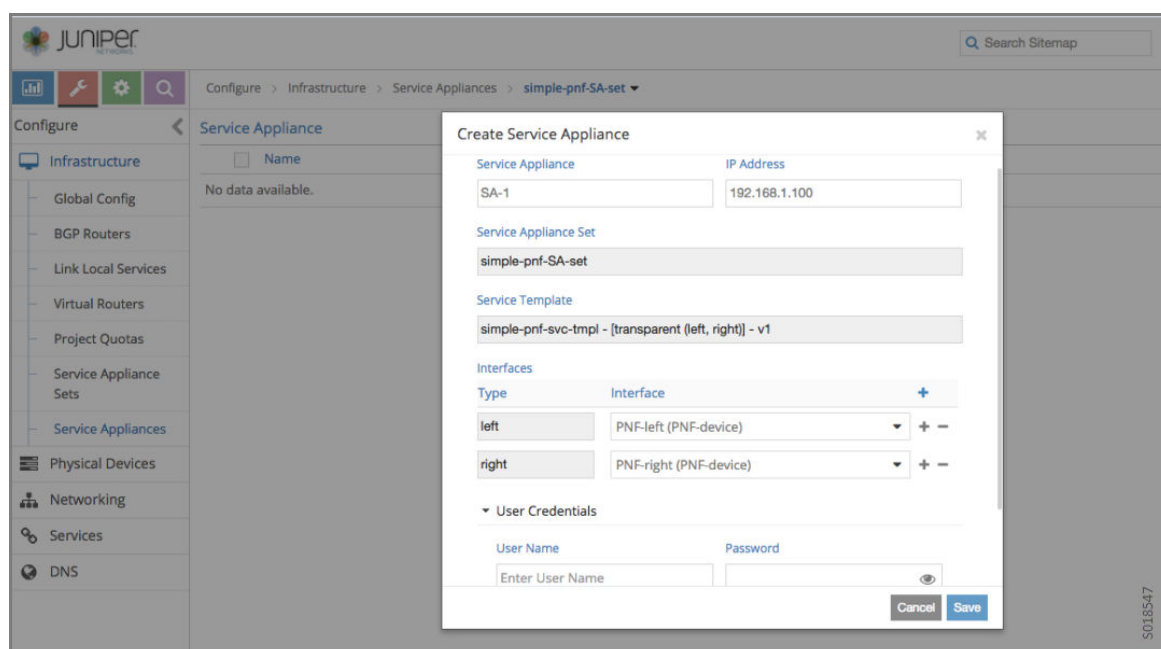 JUNIPER
NETWORKS
Search Sitemap
Configure > Infrastructure > Service Appliances > simple-pnf-SA-set
Configure
Infrastructure
Global Config
BGP Routers
Link Local Services
Virtual Routers
Project Quotas
Service Appliance
Sets
Service Appliances
Physical Devices
Networking
Services
DNS
Service Appliance
Name
No data available.
Create Service Appliance
Service Appliance IP Address
SA-1 192.168.1.100
Service Appliance Set
simple-pnf-SA-set
Service Template
simple-pnf-svc-tmpl - [transparent (left, right)] - v1
Interfaces
Type Interface
left PNF-left (PNF-device)
right PNF-right (PNF-device)
User Credentials
User Name Password
Enter User Name
Cancel Save
S018547